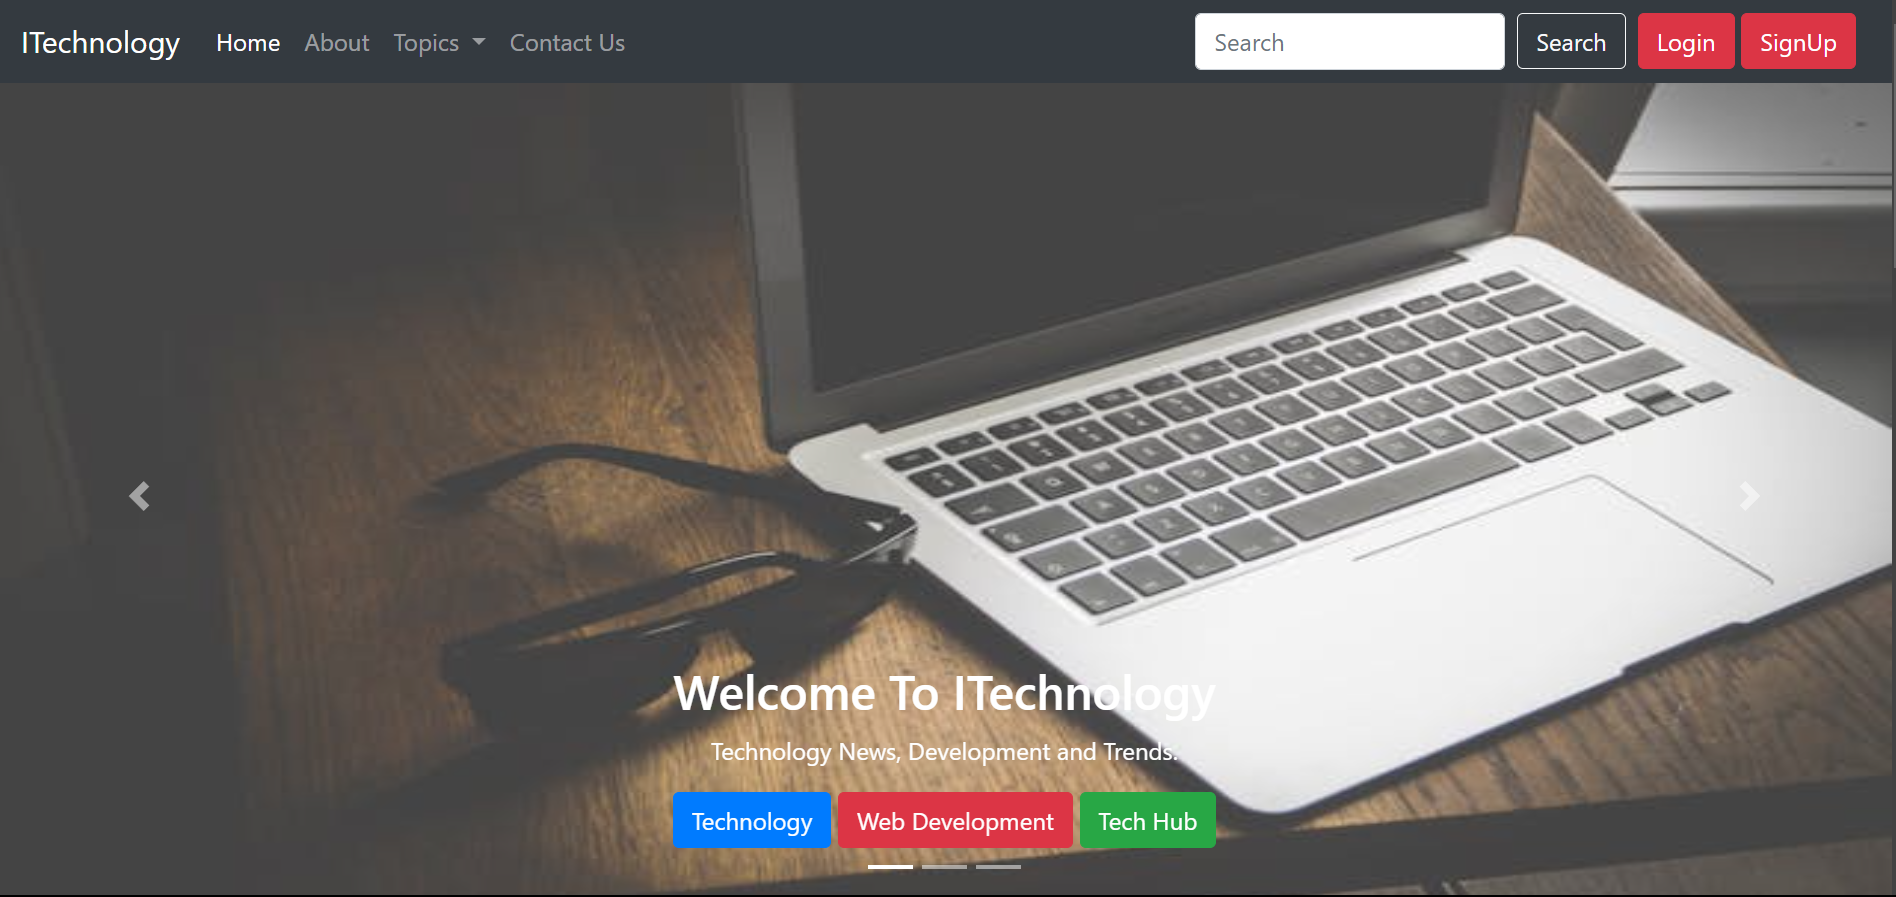 ITechnology Home About Topics Contact Us Search Search Login SignUp
Welcome To ITechnology
Technology News, Development and Trends.
Technology Web Development Tech Hub